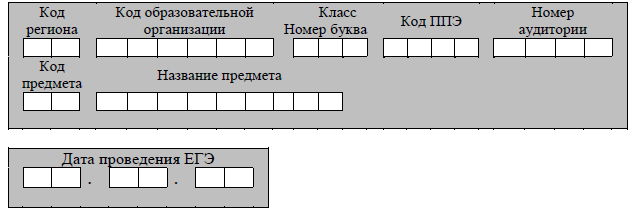 Код региона
Код образовательной организации
Класс
Номер буква
Код ППЭ
Номер аудитории
Код предмета
Название предмета
Дата проведения ЕГЭ
. .